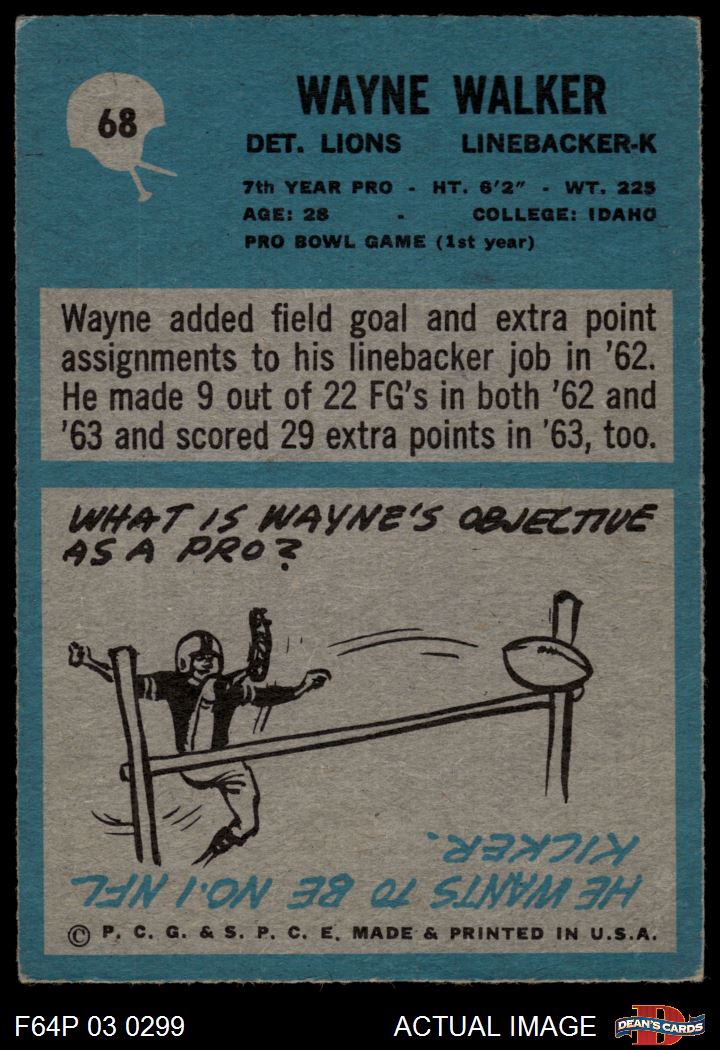 68
WAYNE WALKER
DET. LIONS LINEBACKER-K
7th YEAR PRO - HT. 6'2" - WT. 225
AGE: 28 - COLLEGE: IDAHO
PRO BOWL GAME (1st year)
Wayne added field goal and extra point
assignments to his linebacker job in '62.
He made 9 out of 22 FG's in both '62 and
'63 and scored 29 extra points in '63, too.
WHAT IS WAYNE'S OBJECTIVE
AS A PRO?
HE WANTS TO BE NO. 1 NFL
KICKER.
© P. C. G. & S. P. C. E. MADE & PRINTED IN U.S.A.
F64P 03 0299 ACTUAL IMAGE
D
DEAN'S CARDS